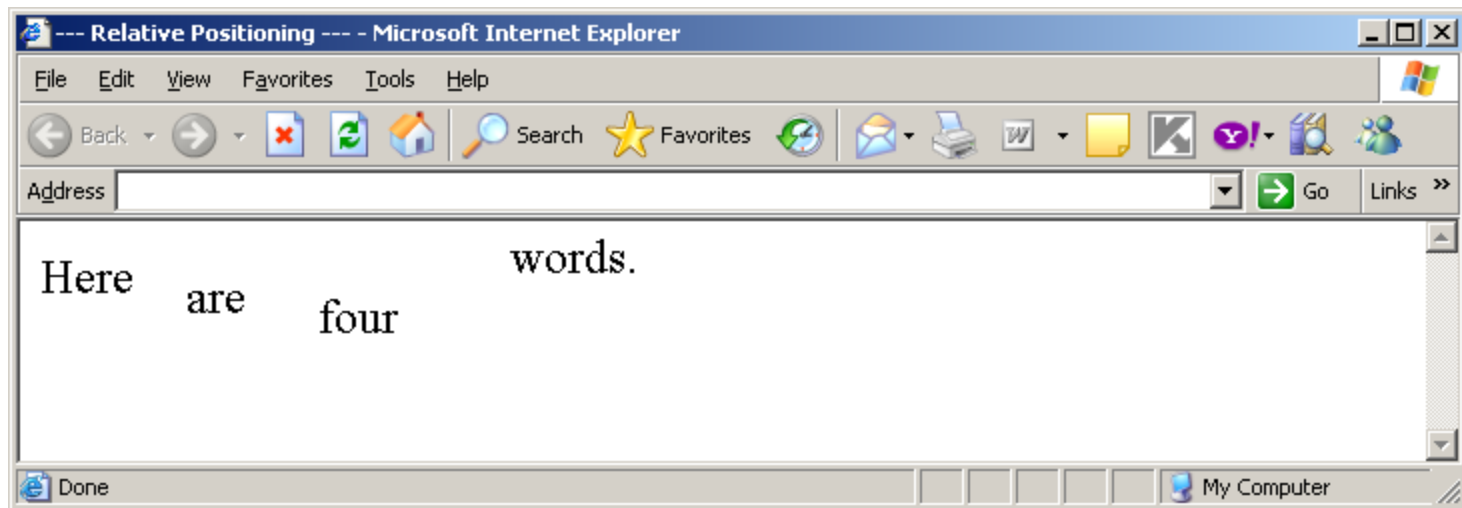 --- Relative Positioning --- - Microsoft Internet Explorer
File Edit View Favorites Tools Help
Back Search Favorites W Y!
Address Go Links »
words.
Here
are
four
Done My Computer